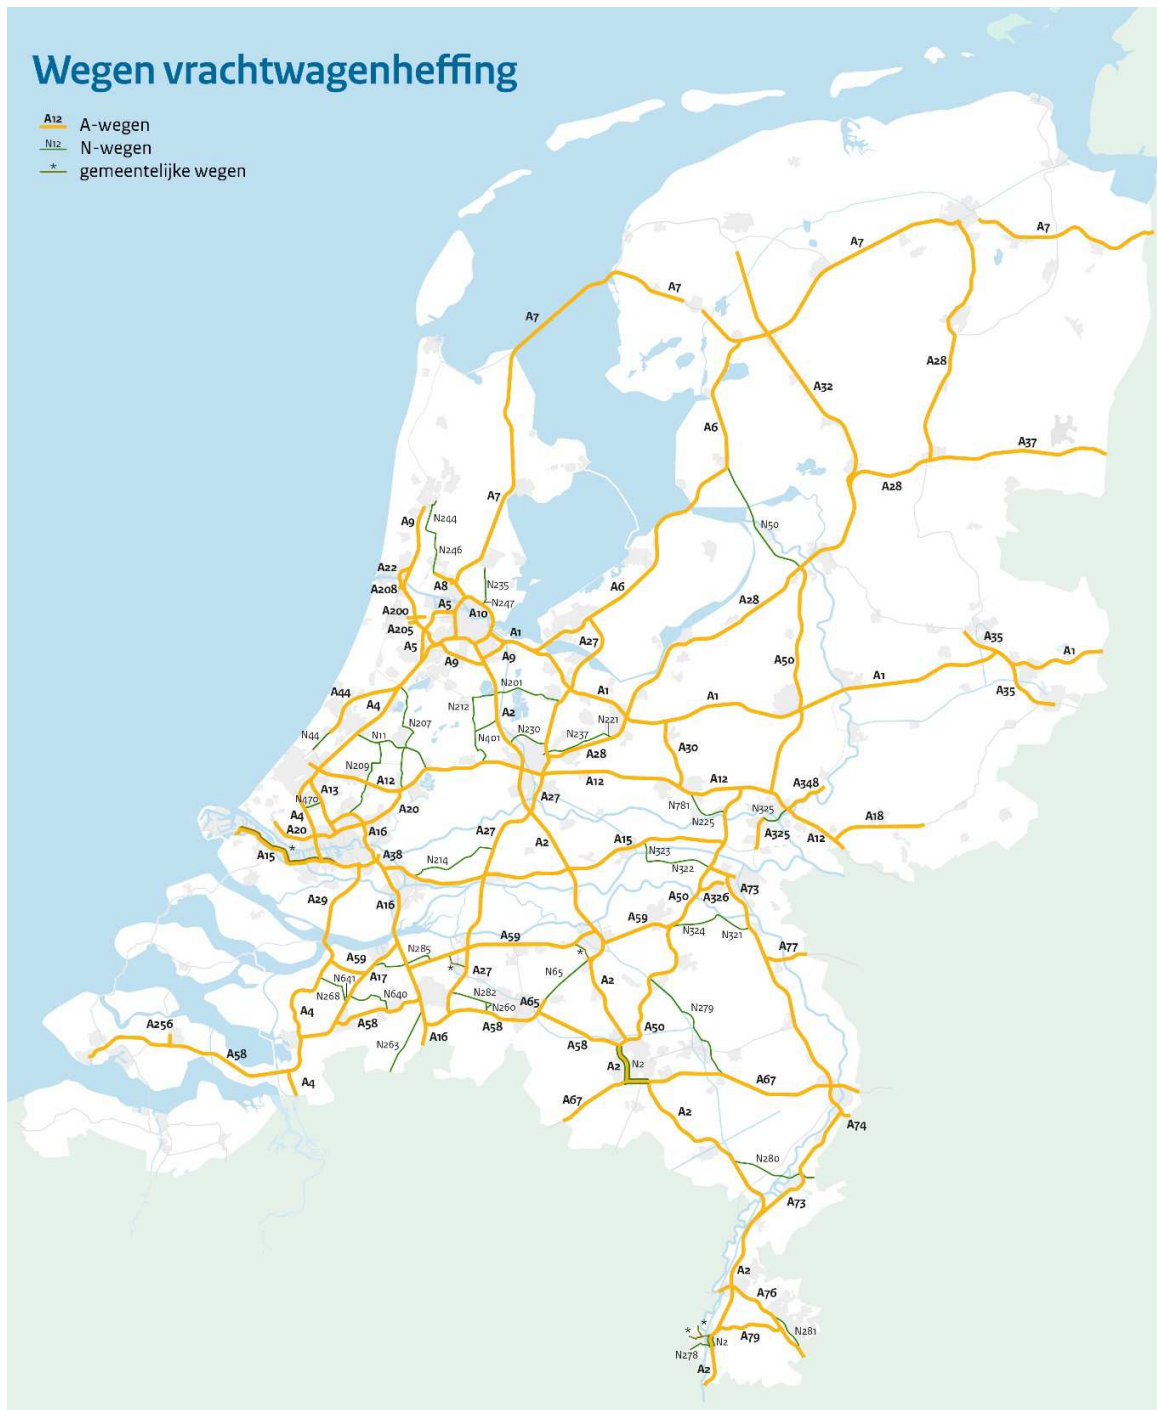 Wegen vrachtwagenheffing
A12 A-wegen
N12 N-wegen
* gemeentelijke wegen
A7
A7
A7
A7
A28
A32
A6
A37
A28
A7
N244
A9
N50
N246
A22
A208
A8
N235
A6
A28
N247
A5
A10
A200
A205
A1
A27
A35
A5
A9
A9
A50
A1
A1
N201
A35
A44
A4
N212
A2
A1
A1
N207
N221
N44
N11
N401
N230
N237
A28
A30
N209
A12
A12
A12
A348
A13
N470
A27
N781
N325
A4
A20
A20
A16
N225
A325
A12
A18
A27
A2
A15
A15
*
A38
N214
N323
N322
A29
A16
A50
A326
A73
A59
N324
N321
A77
A59
N285
A59
*
*
N641
A17
A27
N65
A2
N268
N640
N282
N260
A65
N279
A4
A58
A58
A50
A256
N263
A16
A58
A58
A2
N2
A4
A67
A67
A2
A74
N280
A73
A2
A76
*
*
N2
A79
N281
N278
A2